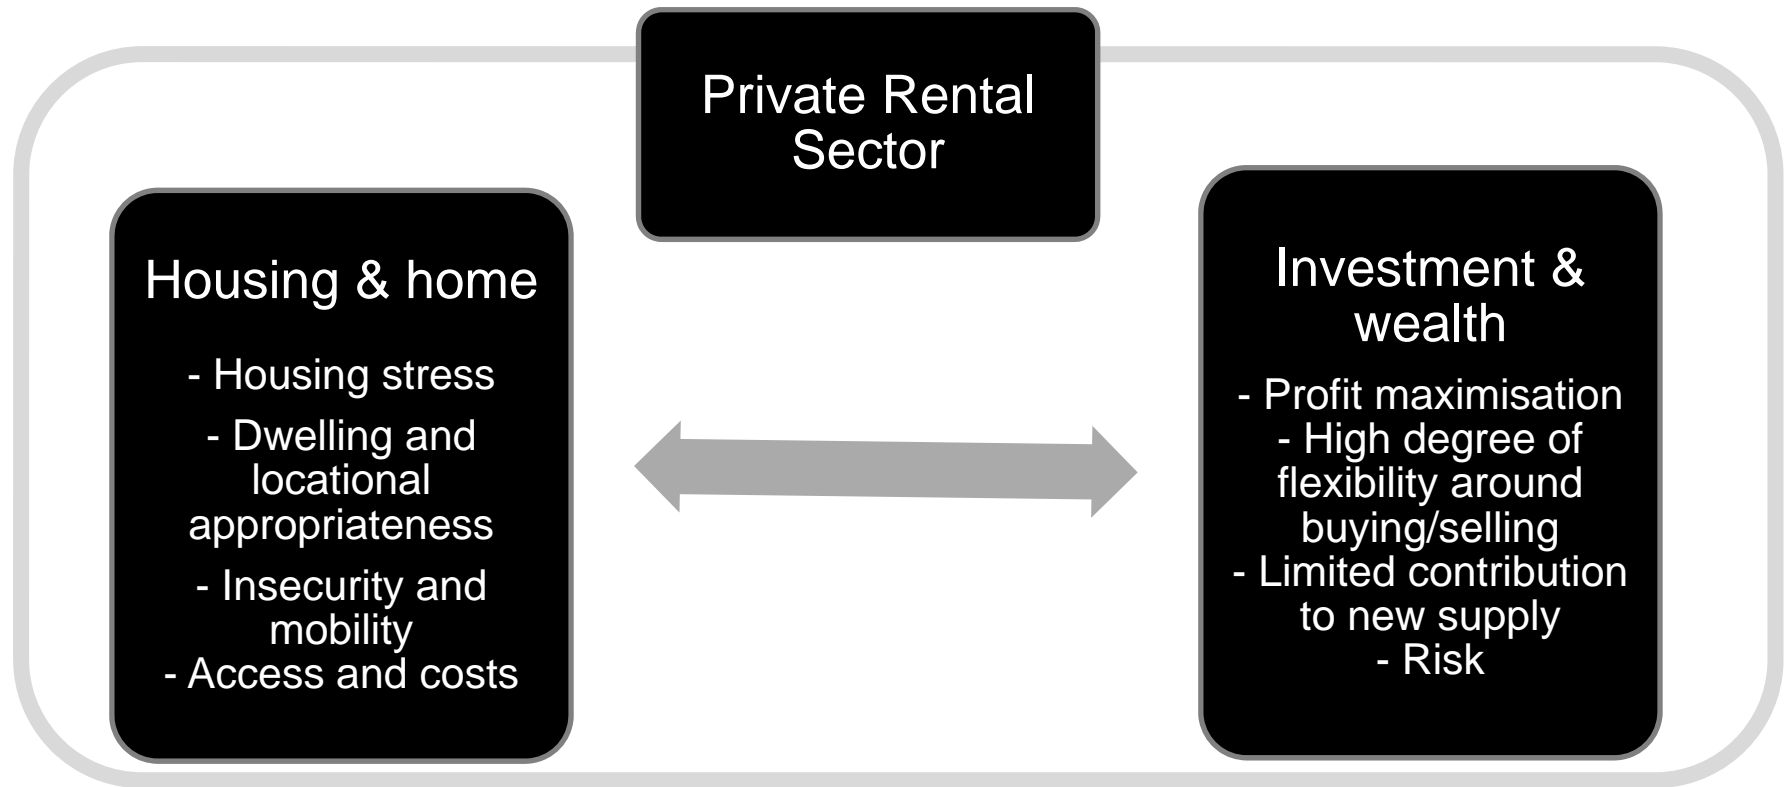 Private Rental
Sector
Housing & home
- Housing stress
- Dwelling and
locational
appropriateness
- Insecurity and
mobility
- Access and costs
Investment &
wealth
- Profit maximisation
- High degree of
flexibility around
buying/selling
- Limited contribution
to new supply
- Risk